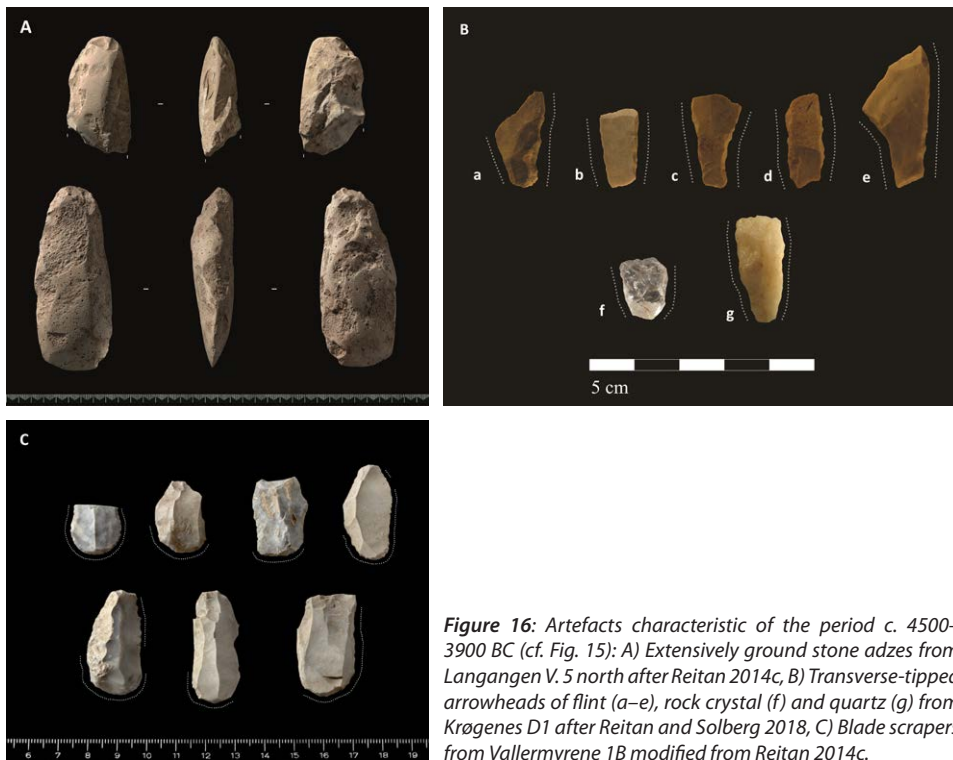 A
B
a b c d e
f g
5 cm
C
6 7 8 9 10 11 12 13 14 15 16 17 18 19
Figure 16: Artefacts characteristic of the period c. 4500-
3900 BC (cf. Fig. 15): A) Extensively ground stone adzes from
Langangen V. 5 north after Reitan 2014c, B) Transverse-tipped
arrowheads of flint (a–e), rock crystal (f) and quartz (g) from
Krøgenes D1 after Reitan and Solberg 2018, C) Blade scraper
from Vallermyrene 1B modified from Reitan 2014c.